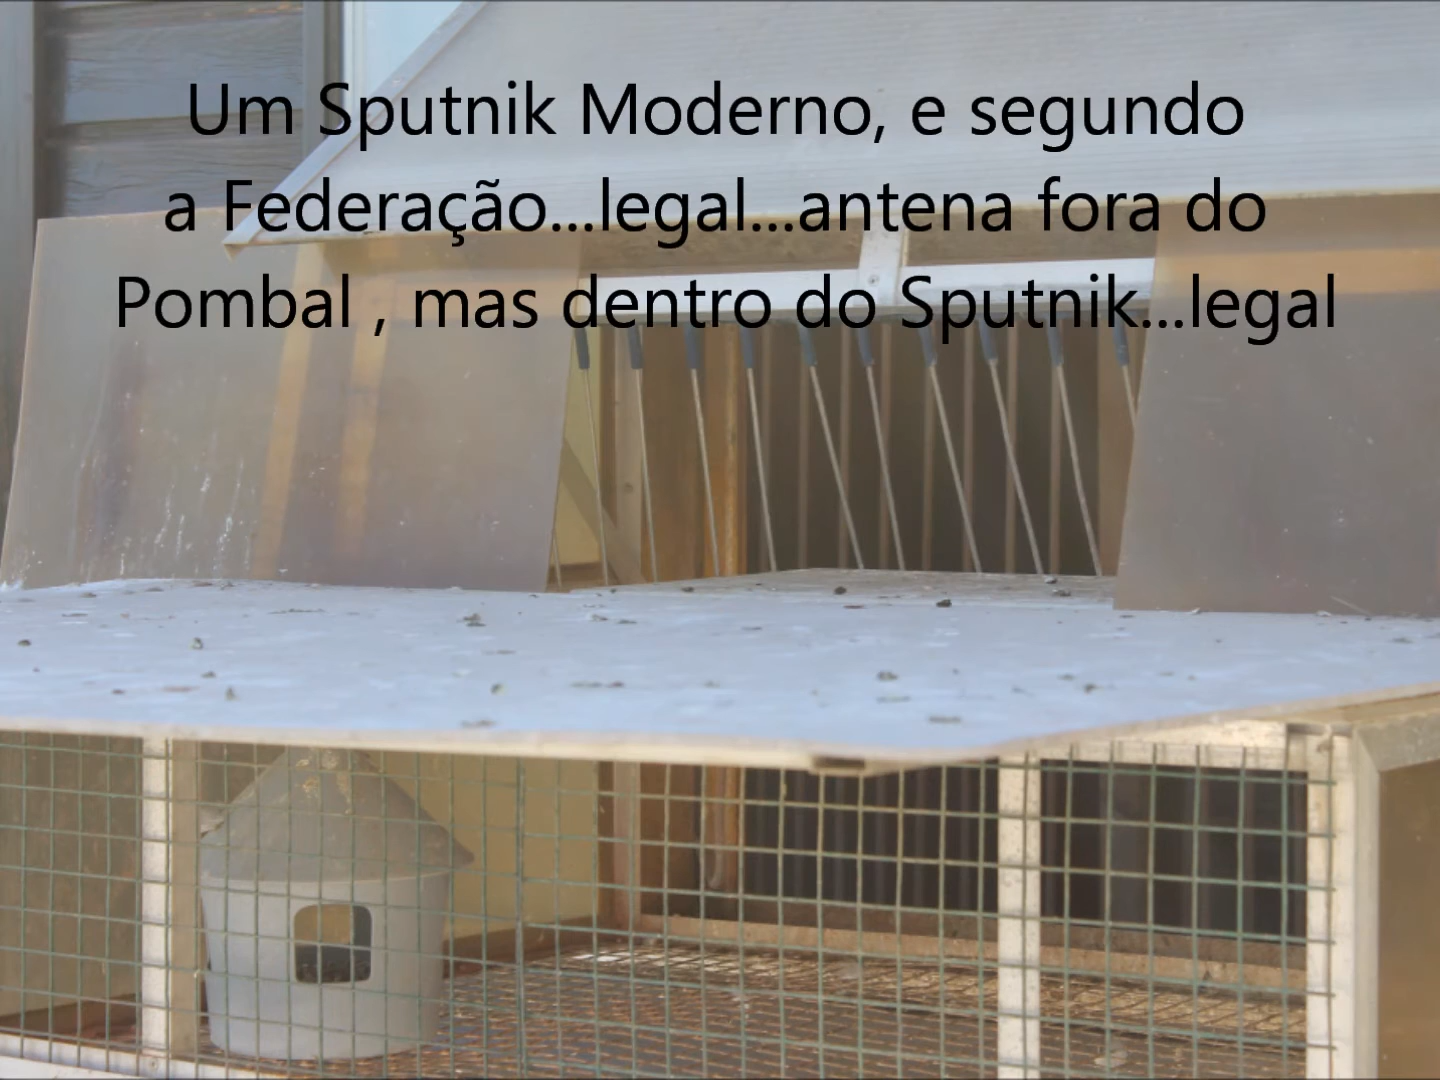 Um Sputnik Moderno, e segundo
a Federação...legal...antena fora do
Pombal , mas dentro do Sputnik...legal